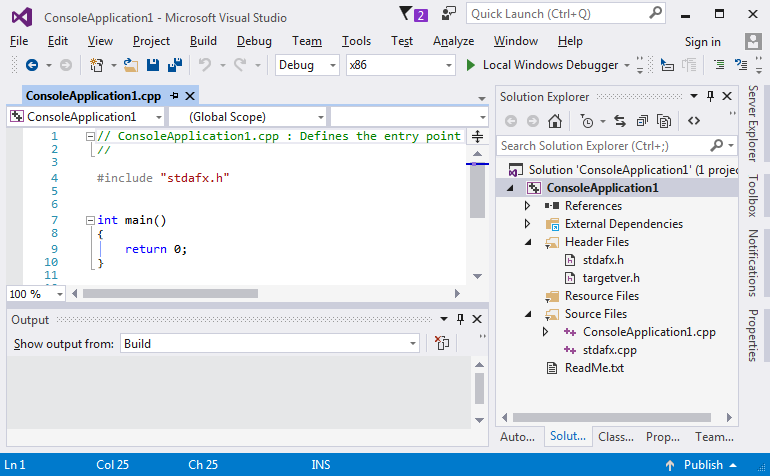 ConsoleApplication1 - Microsoft Visual Studio
2
Quick Launch (Ctrl+Q)
File Edit View Project Build Debug Team Tools Test Analyze Window Help Sign in
Debug x86 Local Windows Debugger
ConsoleApplication1.cpp
ConsoleApplication1 (Global Scope)
1 // ConsoleApplication1.cpp : Defines the entry point
2 //
3
4 #include "stdafx.h"
5
6
7 int main()
8 {
9 return 0;
10 }
11
100 %
Output
Show output from: Build
Solution Explorer
Search Solution Explorer (Ctrl+;)
Solution 'ConsoleApplication1' (1 projec
ConsoleApplication1
References
External Dependencies
Header Files
stdafx.h
targetver.h
Resource Files
Source Files
ConsoleApplication1.cpp
stdafx.cpp
ReadMe.txt
Auto... Solut... Class... Prop... Team...
Server Explorer
Toolbox
Notifications
Properties
Ln 1 Col 25 Ch 25 INS Publish